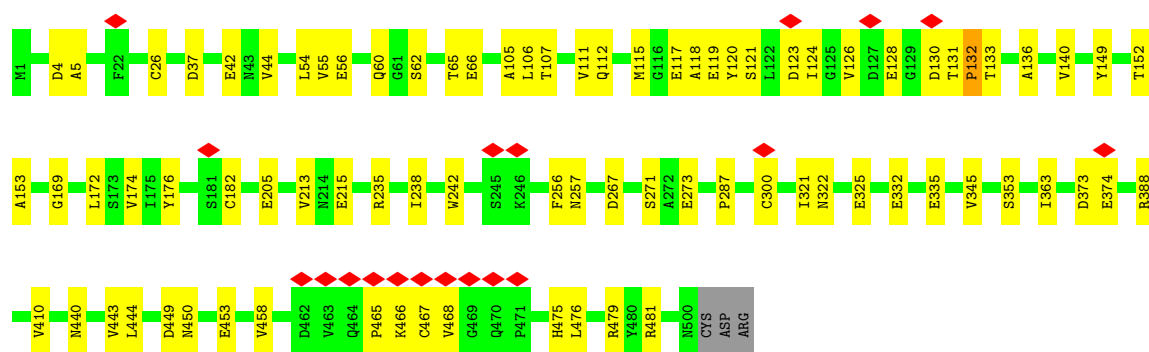 M1 D4 A5 F22 C26 D37 E42 N43 V44 L54 V55 E56 Q60 G61 S62 T65 E66 A105 L106 T107 V111 Q112 M115 G116 E117 A118 E119 Y120 S121 L122 D123 I124 G125 V126 D127 E128 G129 D130 T131 P132 T133 A136 V140 Y149 T152
A153 G169 L172 S173 V174 I175 Y176 S181 C182 E205 V213 N214 E215 R235 I238 W242 S245 K246 F256 N257 D267 S271 A272 E273 P287 C300 I321 N322 E325 E332 E335 V345 S353 I363 D373 E374 R388
V410 N440 V443 L444 D449 N450 E453 V458 D462 V463 Q464 P465 K466 C467 V468 G469 Q470 P471 H475 L476 R479 Y480 R481 N500 CYS ASP ARG